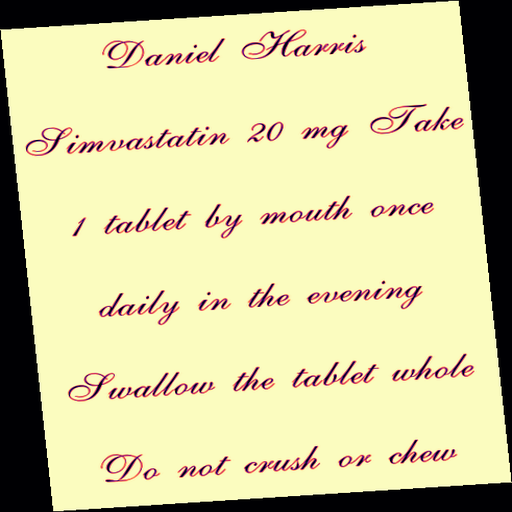 Daniel Harris
Simvastatin 20 mg Take
1 tablet by mouth once
daily in the evening
Swallow the tablet whole
Do not crush or chew